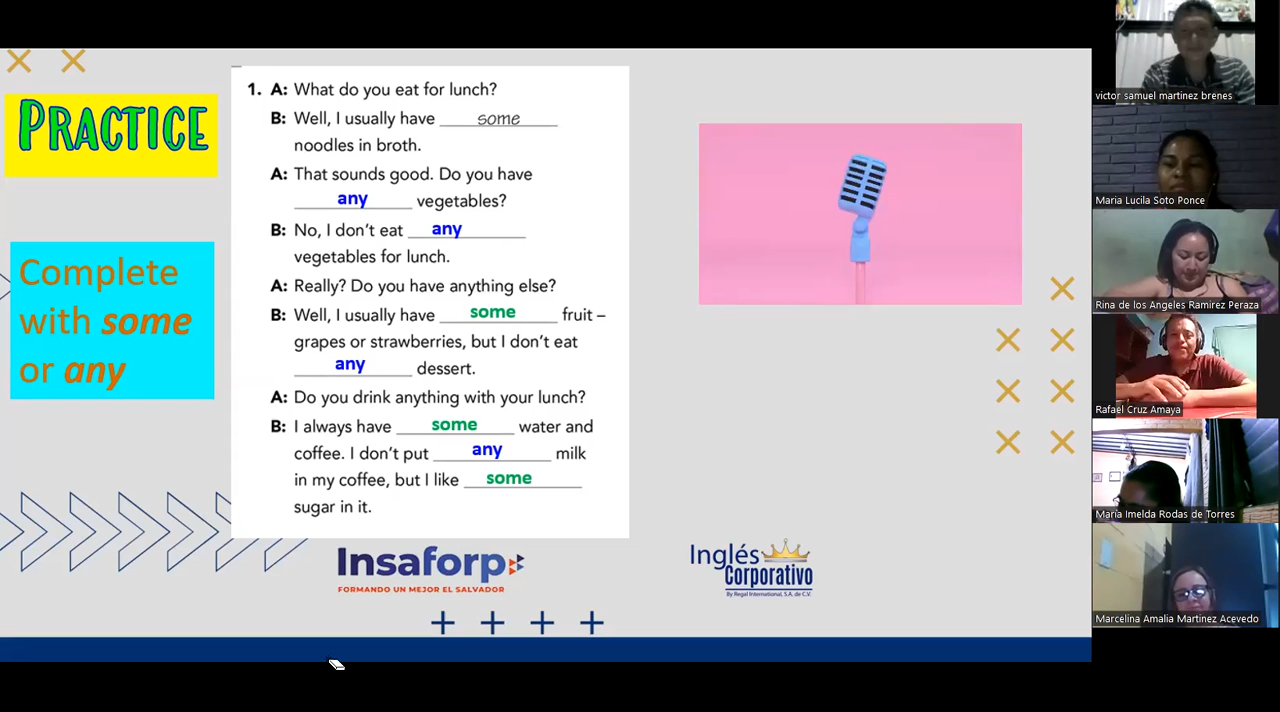 PRACTICE
Complete
with some
or any
1. A: What do you eat for lunch?
B: Well, I usually have some
noodles in broth.
A: That sounds good. Do you have
any vegetables?
B: No, I don't eat any
vegetables for lunch.
A: Really? Do you have anything else?
B: Well, I usually have some fruit –
grapes or strawberries, but I don't eat
any dessert.
A: Do you drink anything with your lunch?
B: I always have some water and
coffee. I don't put any milk
in my coffee, but I like some
sugar in it.
Insaforp
FORMANDO UN MEJOR EL SALVADOR
Inglés
Corporativo
By Regal International, S.A. de C.V.
victor samuel martinez brenes
Maria Lucila Soto Ponce
Rina de los Angeles Ramirez Peraza
Rafael Cruz Amaya
María Imelda Rodas de Torres
Marcelina Amalia Martinez Acevedo